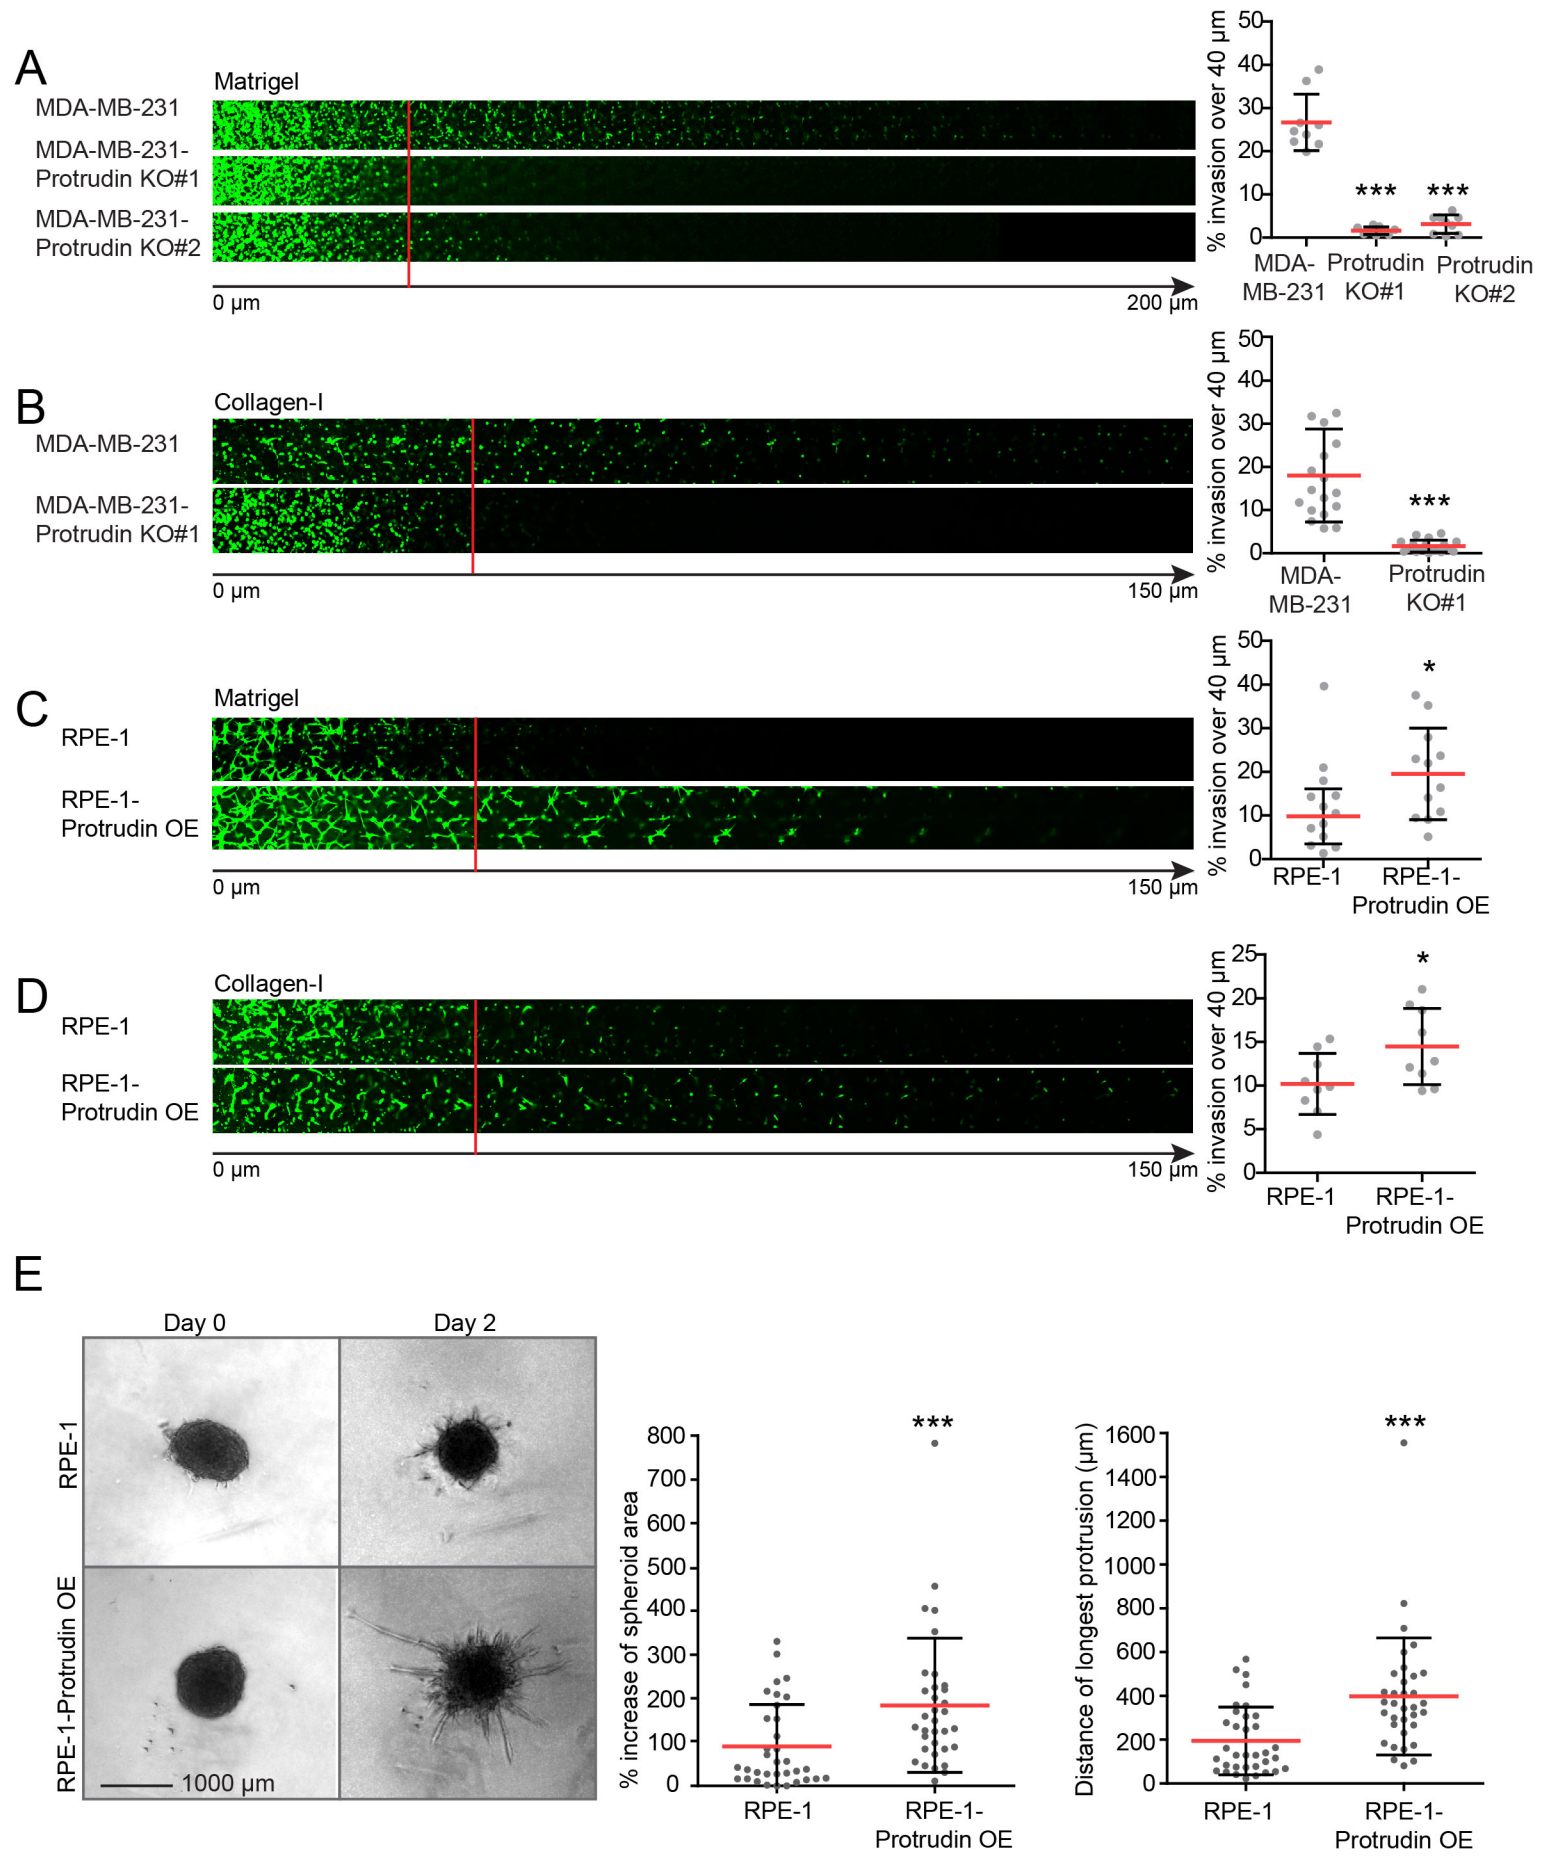 A
Matrigel
MDA-MB-231
MDA-MB-231-
Protrudin KO#1
MDA-MB-231-
Protrudin KO#2
0 µm
200 µm
% invasion over 40 µm
50
40
30
20
10
0
***
***
MDA-
MB-231
Protrudin
KO#1
Protrudin
KO#2
B
Collagen-I
MDA-MB-231
MDA-MB-231-
Protrudin KO#1
0 µm
150 µm
% invasion over 40 µm
50
40
30
20
10
0
***
MDA-
MB-231
Protrudin
KO#1
C
Matrigel
RPE-1
RPE-1-
Protrudin OE
0 µm
150 µm
% invasion over 40 µm
50
40
30
20
10
0
*
RPE-1
RPE-1-
Protrudin OE
D
Collagen-I
RPE-1
RPE-1-
Protrudin OE
0 µm
150 µm
% invasion over 40 µm
25
20
15
10
5
0
*
RPE-1
RPE-1-
Protrudin OE
E
Day 0
Day 2
RPE-1
RPE-1-Protrudin OE
1000 µm
% increase of spheroid area
800
700
600
500
400
300
200
100
0
***
RPE-1
RPE-1-
Protrudin OE
Distance of longest protrusion (µm)
1600
1400
1200
1000
800
600
400
200
0
***
RPE-1
RPE-1-
Protrudin OE